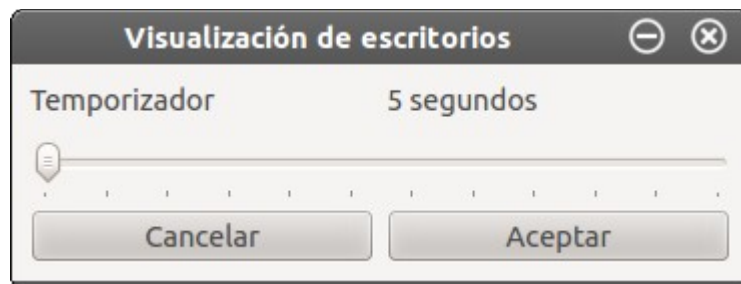 Visualización de escritorios
Temporizador 5 segundos
Cancelar Aceptar